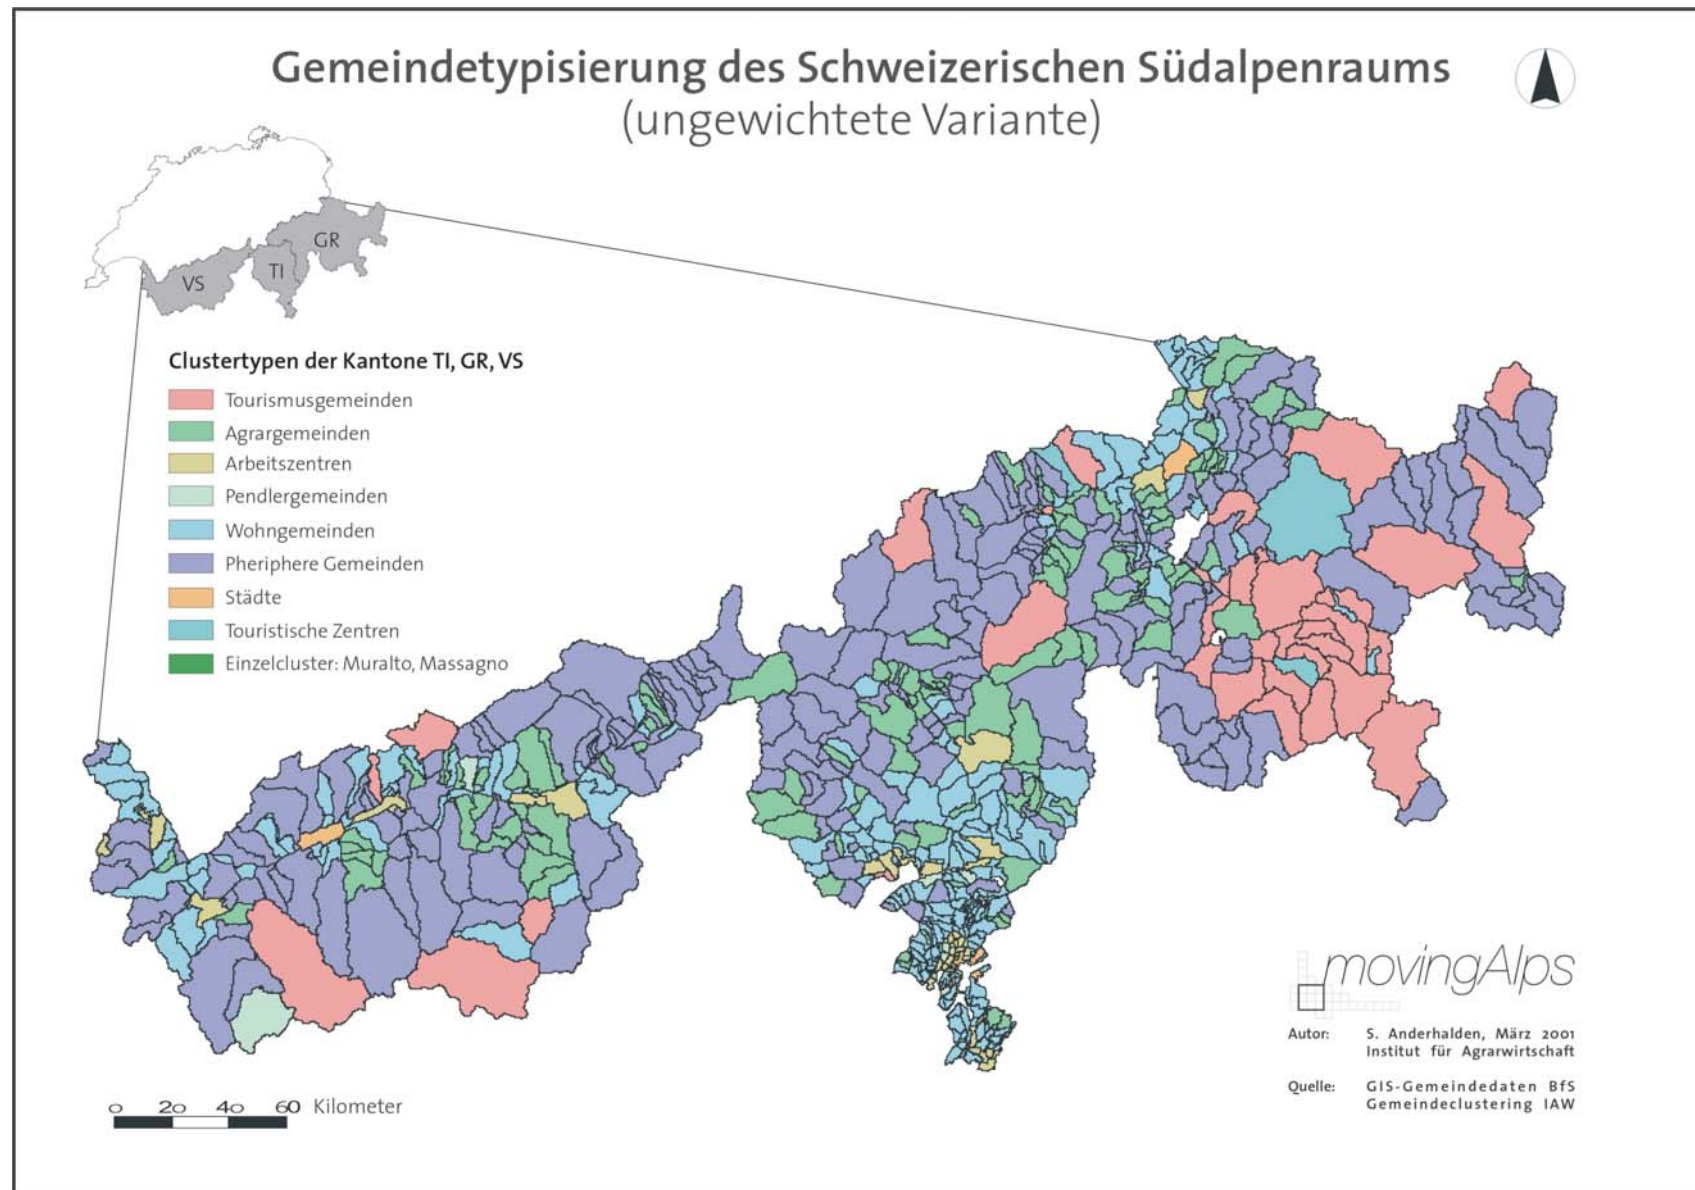 Gemeindetypisierung des Schweizerischen Südalpenraums
(ungewichtete Variante)
GR
TI
VS
Clustertypen der Kantone TI, GR, VS
Tourismusgemeinden
Agrargemeinden
Arbeitszentren
Pendlergemeinden
Wohngemeinden
Pheriphere Gemeinden
Städte
Touristische Zentren
Einzelcluster: Muralto, Massagno
movingAlps
Autor: S. Anderhalden, März 2001
Institut für Agrarwirtschaft
Quelle: GIS-Gemeindedaten BfS
Gemeindeclustering IAW
0 20 40 60 Kilometer